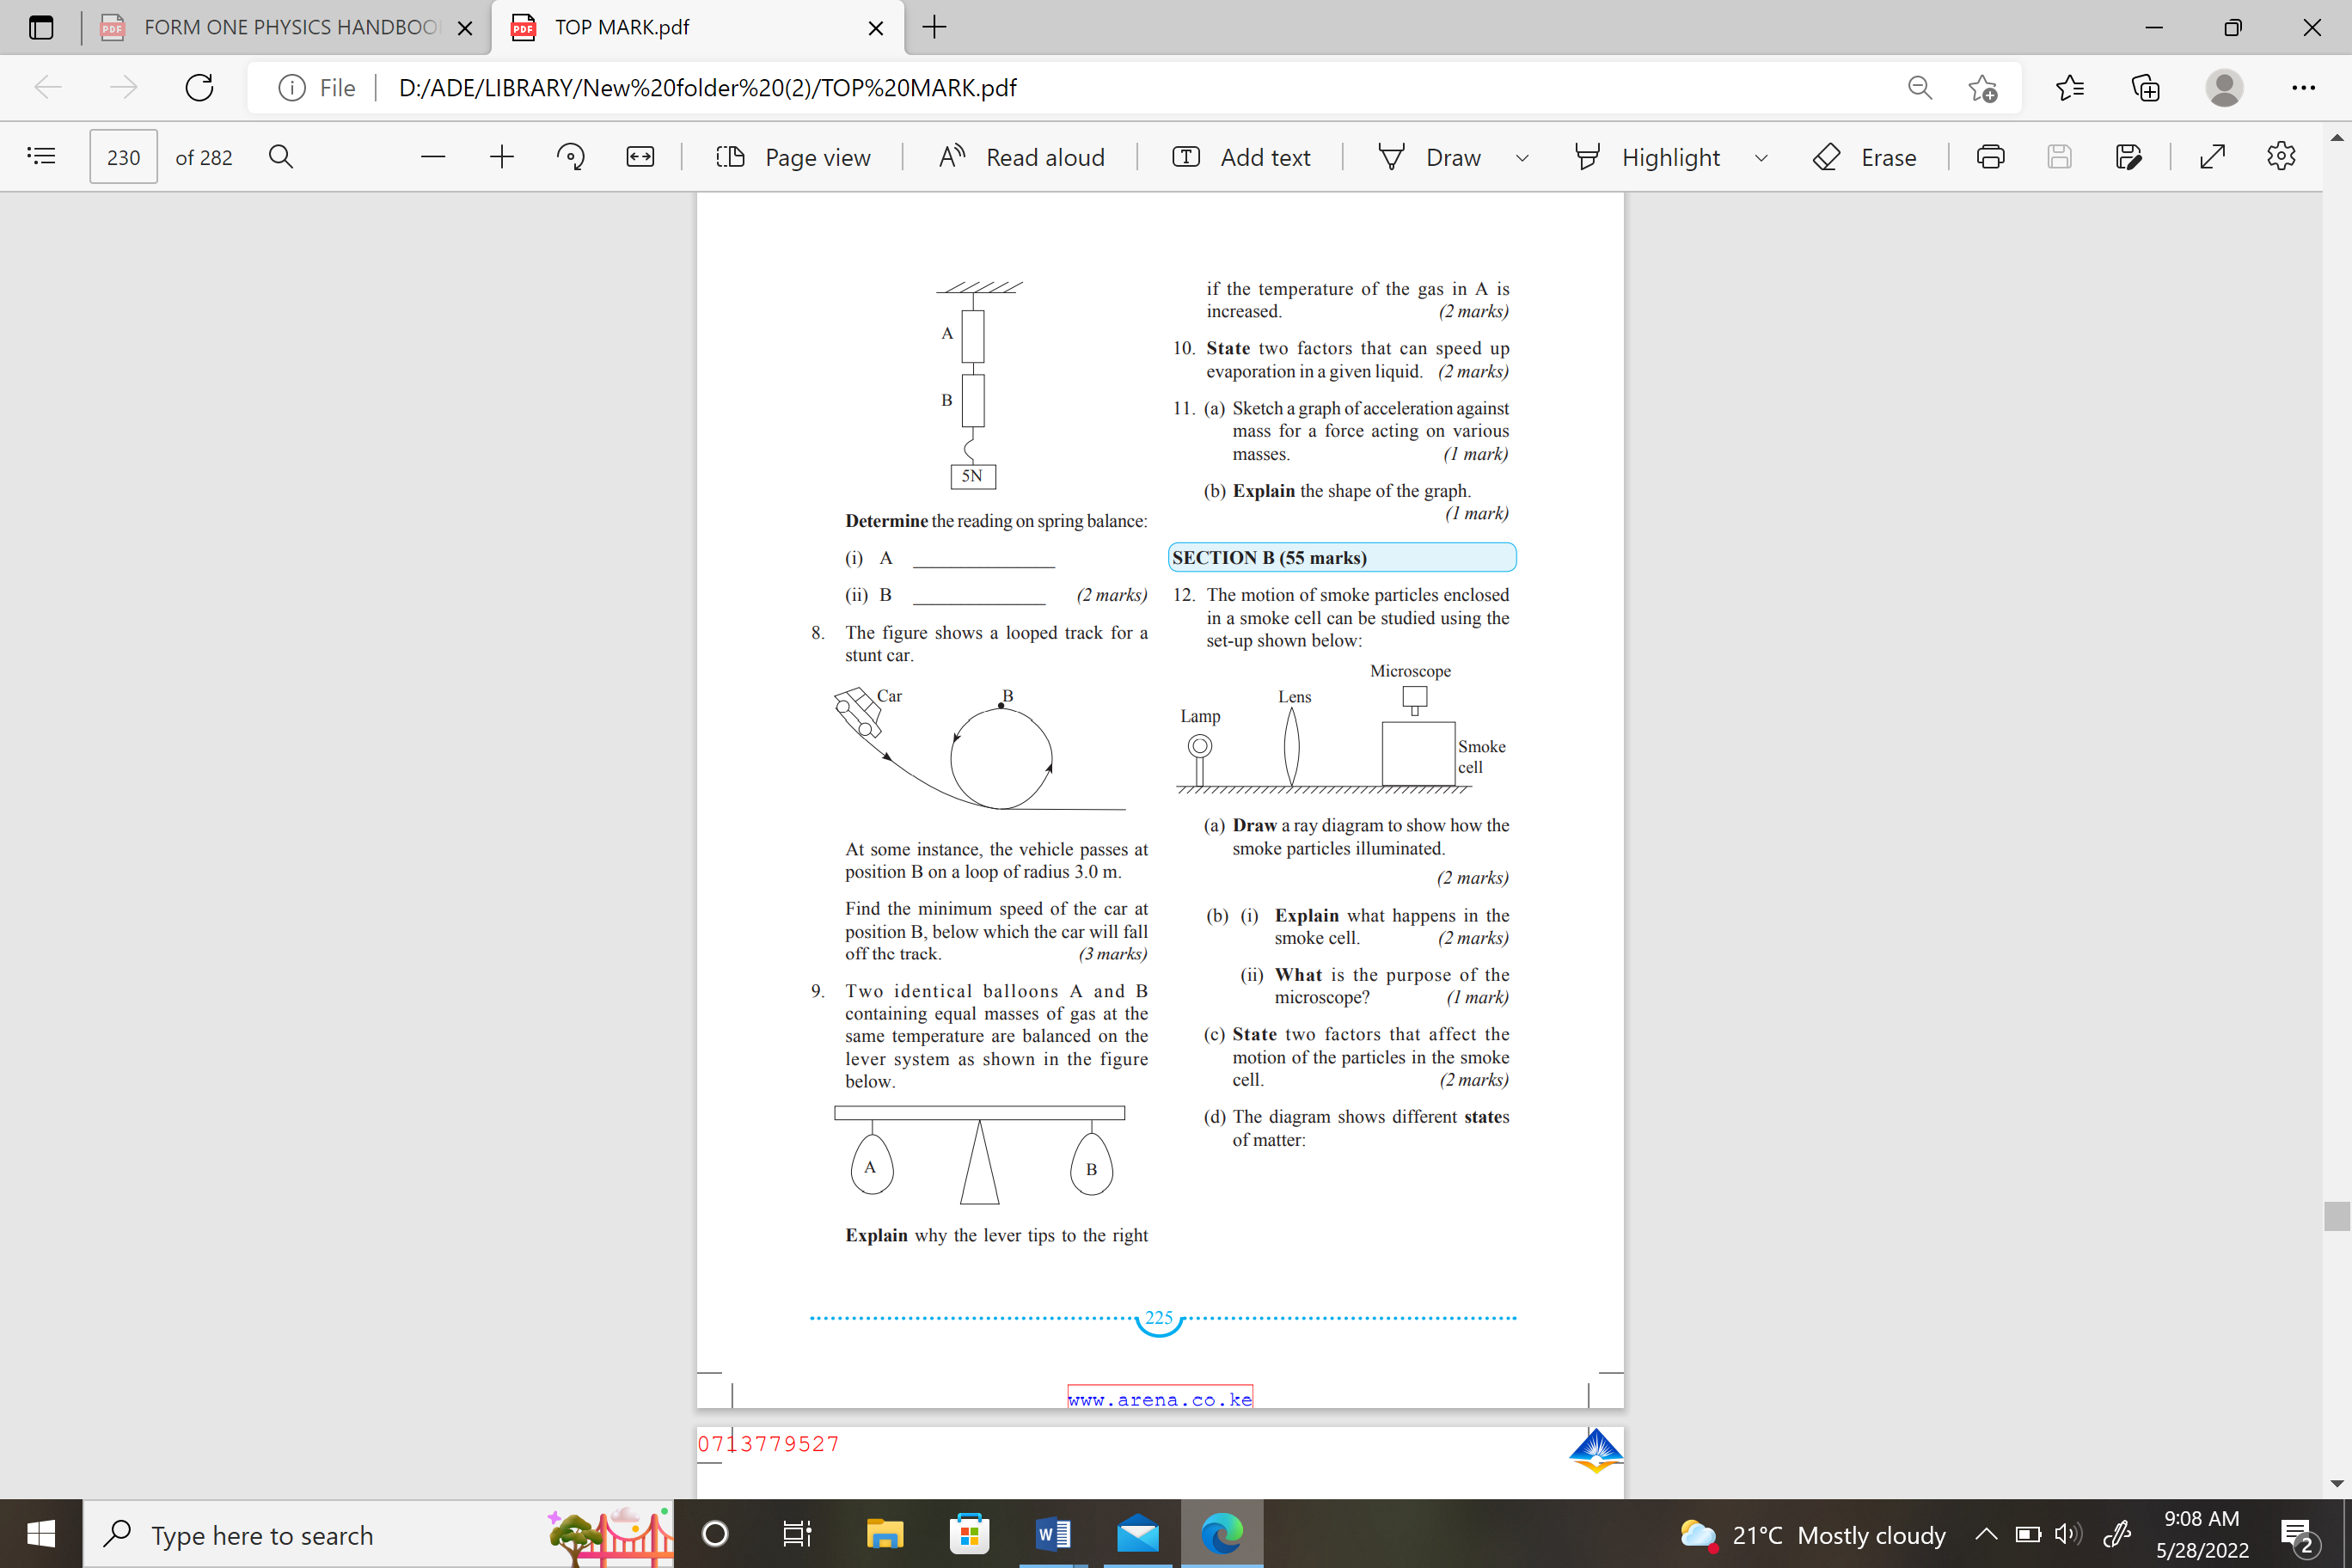 FORM ONE PHYSICS HANDBOO
TOP MARK.pdf
File
D:/ADE/LIBRARY/New%20folder%20(2)/TOP%20MARK.pdf
230 of 282
Page view
Read aloud
Add text
Draw
Highlight
Erase
A
B
5N
Determine the reading on spring balance:
(i) A
(ii) B (2 marks)
8. The figure shows a looped track for a
stunt car.
Car
B
At some instance, the vehicle passes at
position B on a loop of radius 3.0 m.
Find the minimum speed of the car at
position B, below which the car will fall
off the track. (3 marks)
9. Two identical balloons A and B
containing equal masses of gas at the
same temperature are balanced on the
lever system as shown in the figure
below.
A
B
Explain why the lever tips to the right
if the temperature of the gas in A is
increased. (2 marks)
10. State two factors that can speed up
evaporation in a given liquid. (2 marks)
11. (a) Sketch a graph of acceleration against
mass for a force acting on various
masses. (1 mark)
(b) Explain the shape of the graph.
(1 mark)
SECTION B (55 marks)
12. The motion of smoke particles enclosed
in a smoke cell can be studied using the
set-up shown below:
Microscope
Lens
Lamp
Smoke
cell
(a) Draw a ray diagram to show how the
smoke particles illuminated.
(2 marks)
(b) (i) Explain what happens in the
smoke cell. (2 marks)
(ii) What is the purpose of the
microscope? (1 mark)
(c) State two factors that affect the
motion of the particles in the smoke
cell. (2 marks)
(d) The diagram shows different states
of matter:
225
www.arena.co.ke
0713779527
Type here to search
21°C Mostly cloudy
9:08 AM
5/28/2022
2